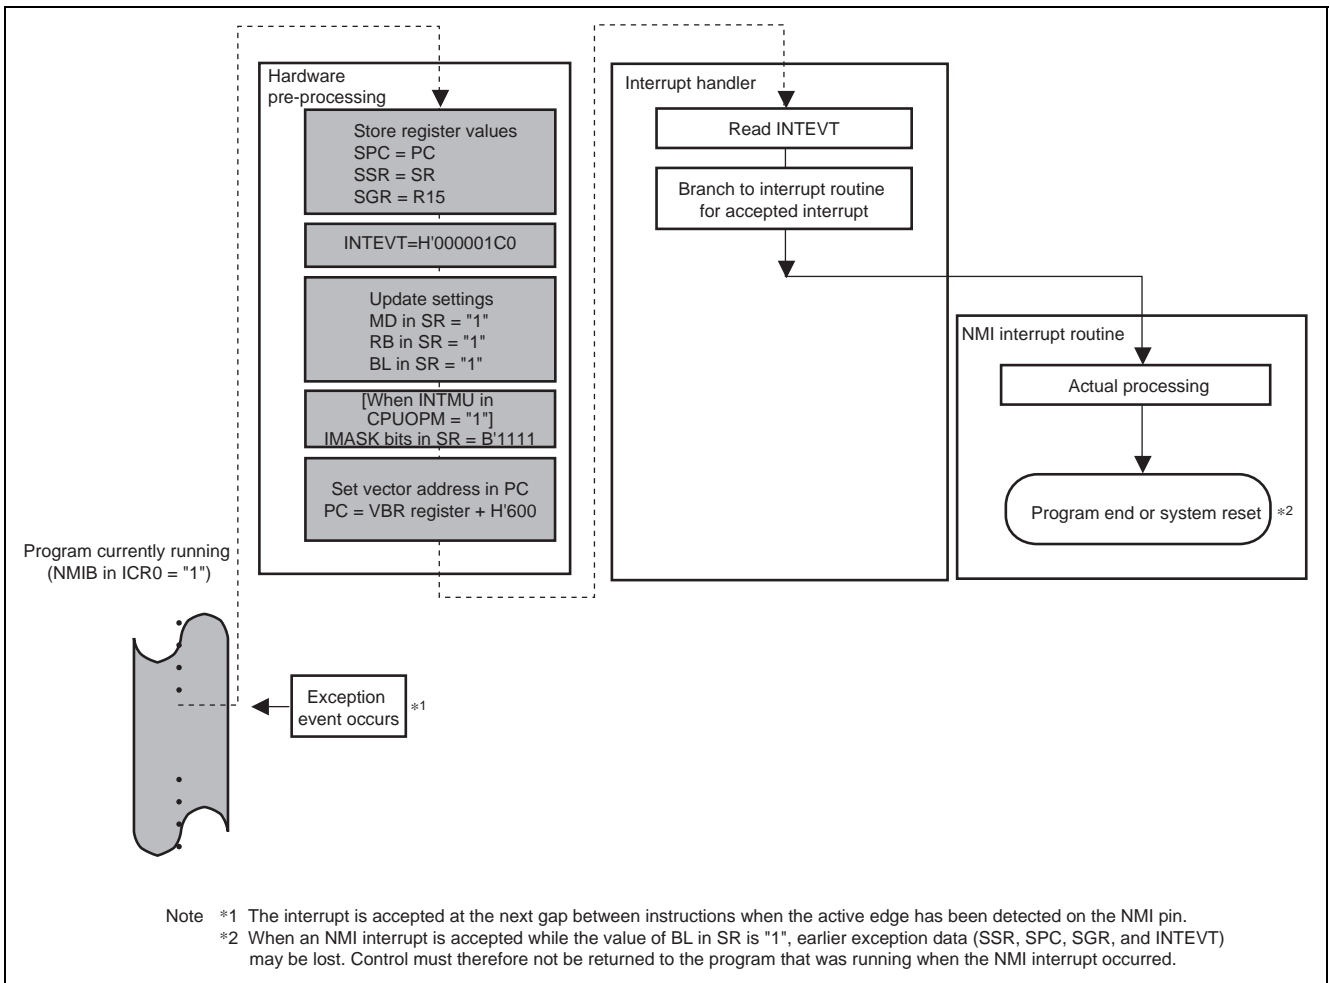 Hardware
pre-processing
Store register values
SPC = PC
SSR = SR
SGR = R15
INTEVT=H'000001C0
Update settings
MD in SR = "1"
RB in SR = "1"
BL in SR = "1"
[When INTMU in
CPUOPM = "1"]
IMASK bits in SR = B'1111
Set vector address in PC
PC = VBR register + H'600
Interrupt handler
Read INTEVT
Branch to interrupt routine
for accepted interrupt
NMI interrupt routine
Actual processing
Program end or system reset *2
Program currently running
(NMIB in ICR0 = "1")
Exception
event occurs *1
Note *1 The interrupt is accepted at the next gap between instructions when the active edge has been detected on the NMI pin.
*2 When an NMI interrupt is accepted while the value of BL in SR is "1", earlier exception data (SSR, SPC, SGR, and INTEVT)
may be lost. Control must therefore not be returned to the program that was running when the NMI interrupt occurred.